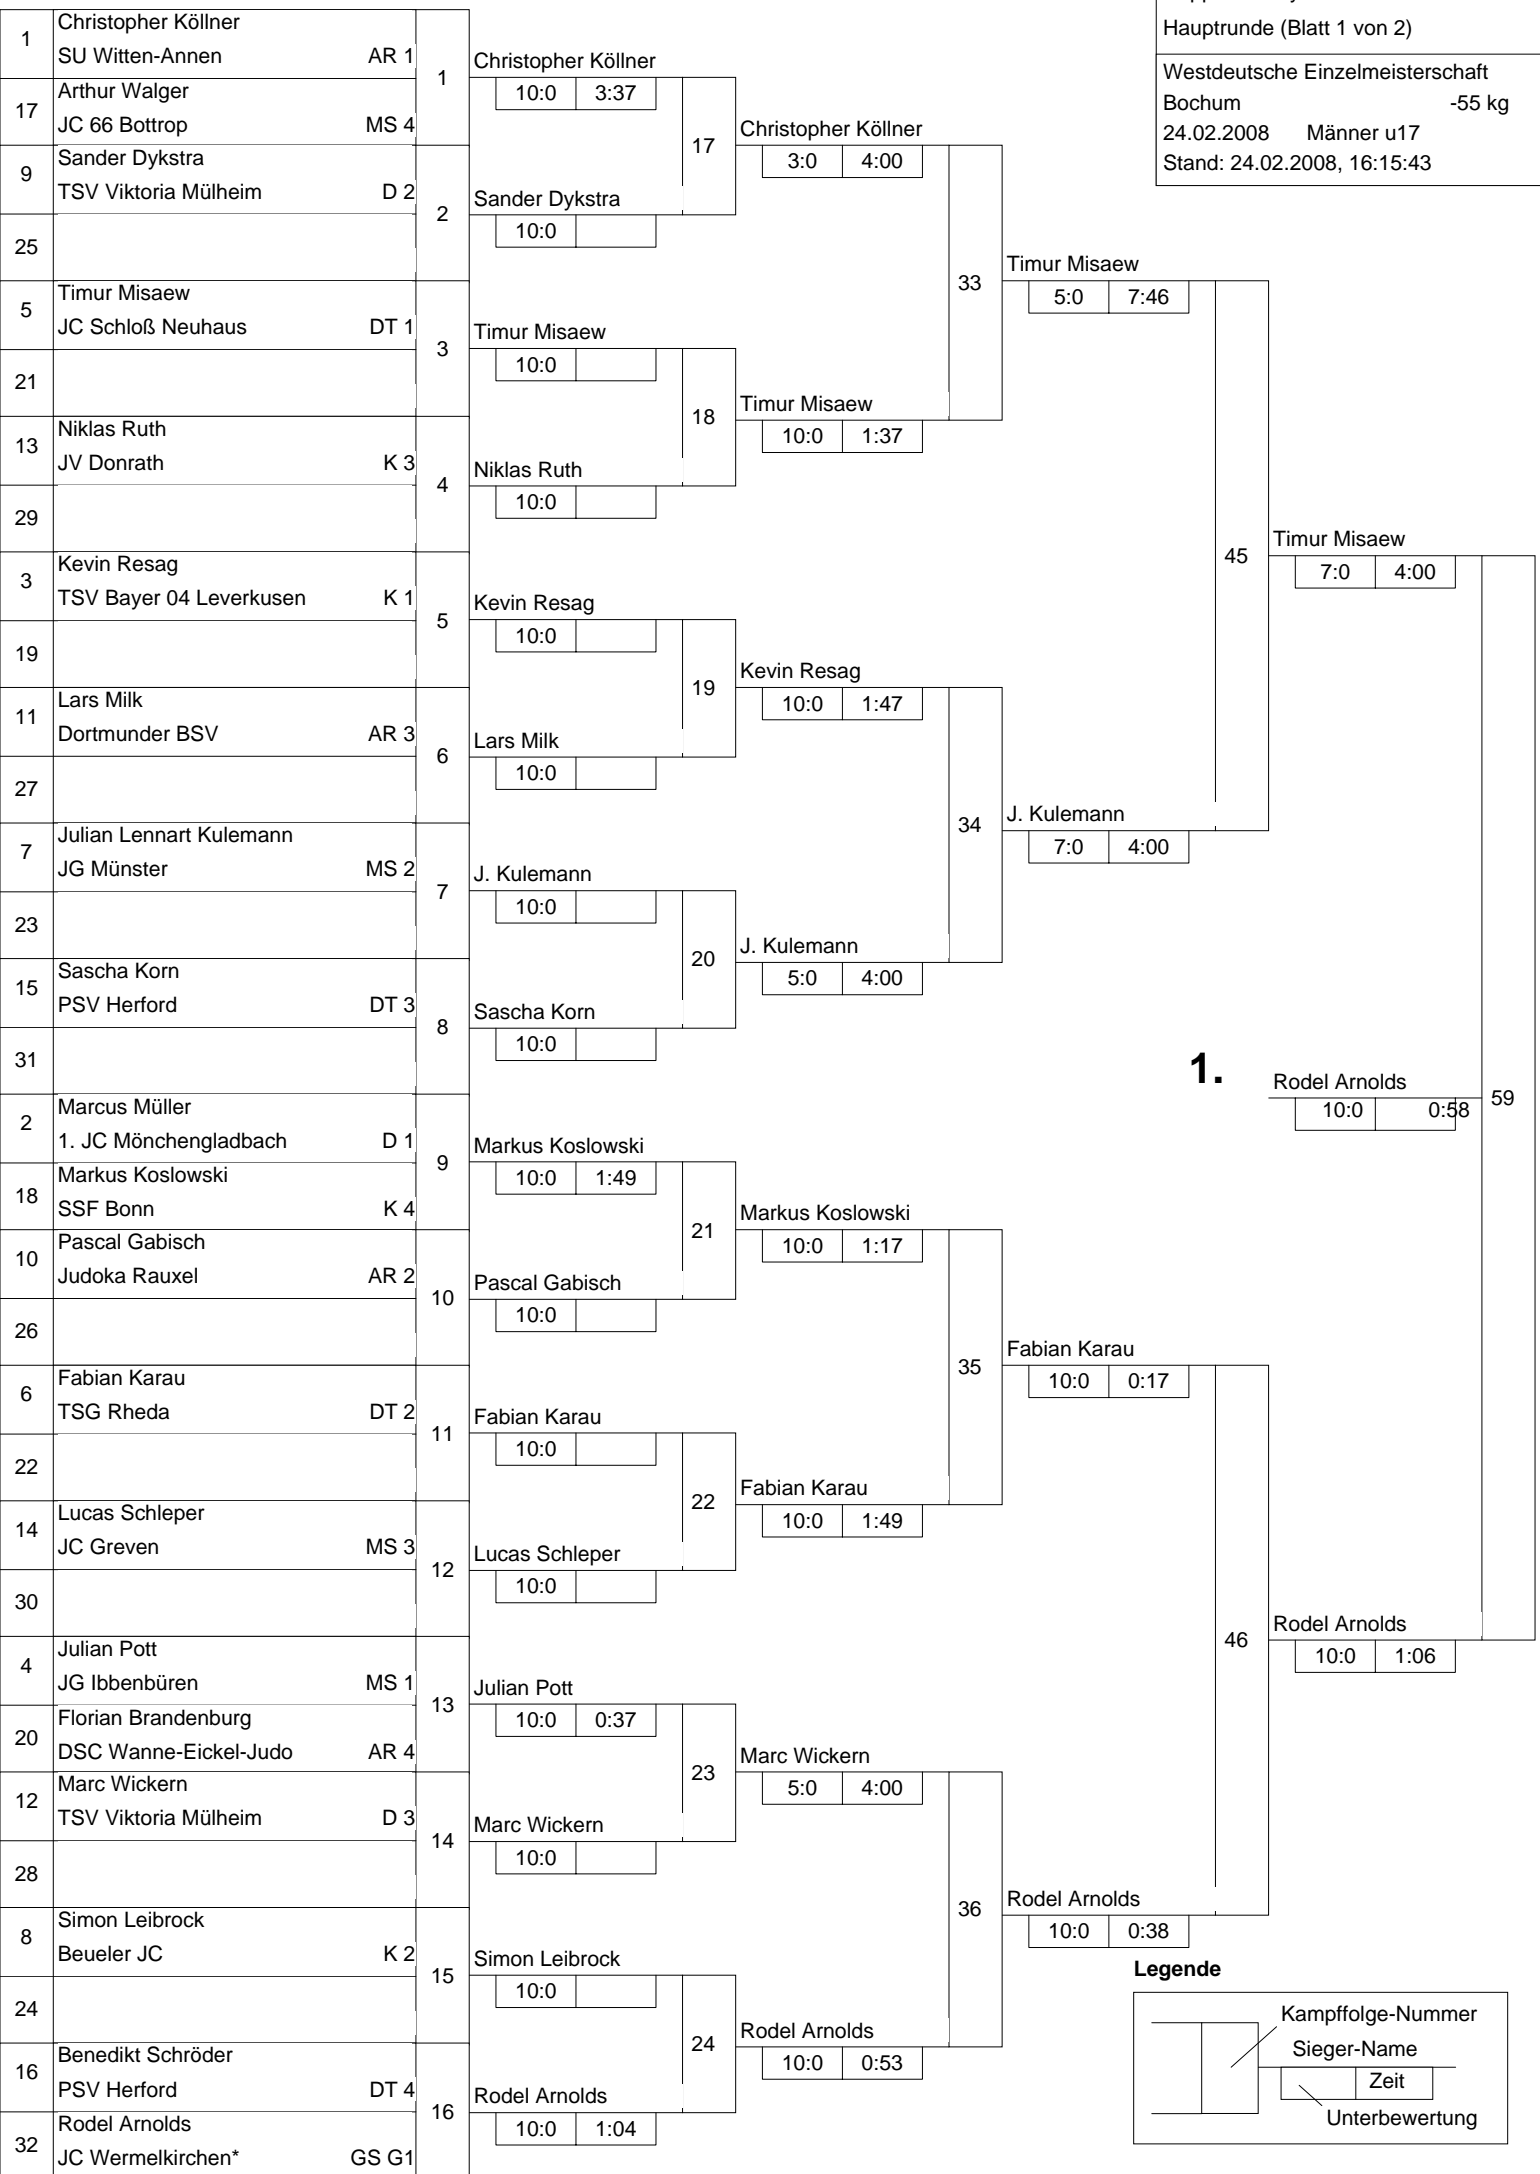 Hauptrunde (Blatt 1 von 2)
Westdeutsche Einzelmeisterschaft
Bochum -55 kg
24.02.2008 Männer u17
Stand: 24.02.2008, 16:15:43
1 Christopher Köllner
SU Witten-Annen AR 1
17 Arthur Walger
JC 66 Bottrop MS 4
9 Sander Dykstra
TSV Viktoria Mülheim D 2
25
5 Timur Misaew
JC Schloß Neuhaus DT 1
21
13 Niklas Ruth
JV Donrath K 3
29
3 Kevin Resag
TSV Bayer 04 Leverkusen K 1
19
11 Lars Milk
Dortmunder BSV AR 3
27
7 Julian Lennart Kulemann
JG Münster MS 2
23
15 Sascha Korn
PSV Herford DT 3
31
2 Marcus Müller
1. JC Mönchengladbach D 1
18 Markus Koslowski
SSF Bonn K 4
10 Pascal Gabisch
Judoka Rauxel AR 2
26
6 Fabian Karau
TSG Rheda DT 2
22
14 Lucas Schleper
JC Greven MS 3
30
4 Julian Pott
JG Ibbenbüren MS 1
20 Florian Brandenburg
DSC Wanne-Eickel-Judo AR 4
12 Marc Wickern
TSV Viktoria Mülheim D 3
28
8 Simon Leibrock
Beueler JC K 2
24
16 Benedikt Schröder
PSV Herford DT 4
32 Rodel Arnolds
JC Wermelkirchen* GS G1
1 Christopher Köllner
10:0 3:37
2 Sander Dykstra
10:0
3 Timur Misaew
10:0
4 Niklas Ruth
10:0
5 Kevin Resag
10:0
6 Lars Milk
10:0
7 J. Kulemann
10:0
8 Sascha Korn
10:0
9 Markus Koslowski
10:0 1:49
10 Pascal Gabisch
10:0
11 Fabian Karau
10:0
12 Lucas Schleper
10:0
13 Julian Pott
10:0 0:37
14 Marc Wickern
10:0
15 Simon Leibrock
10:0
16 Rodel Arnolds
10:0 1:04
17 Christopher Köllner
3:0 4:00
18 Timur Misaew
10:0 1:37
19 Kevin Resag
10:0 1:47
20 J. Kulemann
5:0 4:00
21 Markus Koslowski
10:0 1:17
22 Fabian Karau
10:0 1:49
23 Marc Wickern
5:0 4:00
24 Rodel Arnolds
10:0 0:53
33 Timur Misaew
5:0 7:46
34 J. Kulemann
7:0 4:00
35 Fabian Karau
10:0 0:17
36 Rodel Arnolds
10:0 0:38
45 Timur Misaew
7:0 4:00
46 Rodel Arnolds
10:0 1:06
1. Rodel Arnolds 59
10:0 0:58
Legende
Kampffolge-Nummer
Sieger-Name
Zeit
Unterbewertung